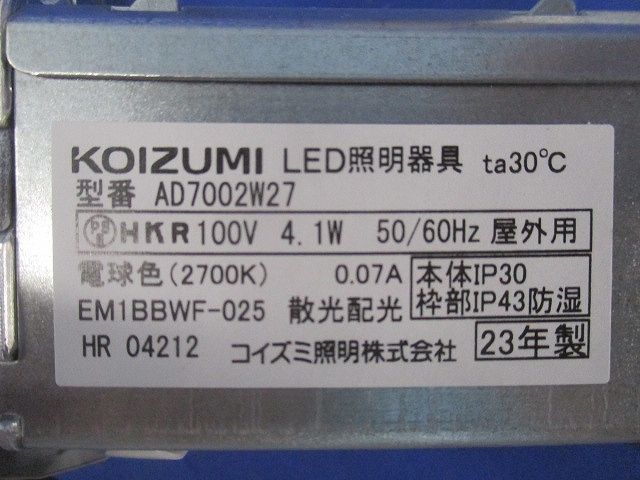 KOIZUMI LED照明器具 ta30℃
型番 AD7002W27
PS E HKR 100V 4.1W 50/60Hz 屋外用
電球色(2700K) 0.07A 本体IP30
EM1BBWF-025 散光配光 枠部IP43防湿
HR 04212 コイズミ照明株式会社 23年製